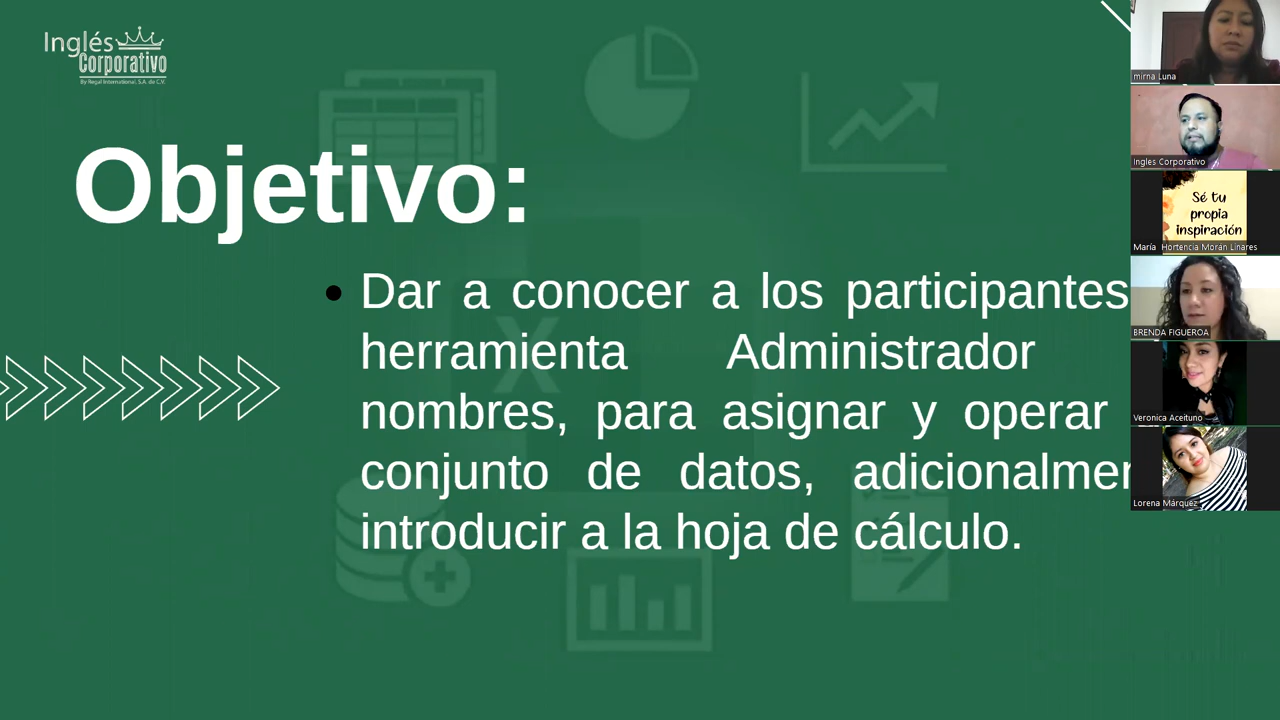 Inglés
Corporativo
By Regal International, S.A. de C.V.
Objetivo:
Dar a conocer a los participantes
herramienta Administrador
nombres, para asignar y operar
conjunto de datos, adicionalmen
introducir a la hoja de cálculo.
mirna Luna
Ingles Corporativo
Sé tu
propia
inspiración
María Hortencia Morán Linares
BRENDA FIGUEROA
Veronica Aceituno
Lorena Márquez